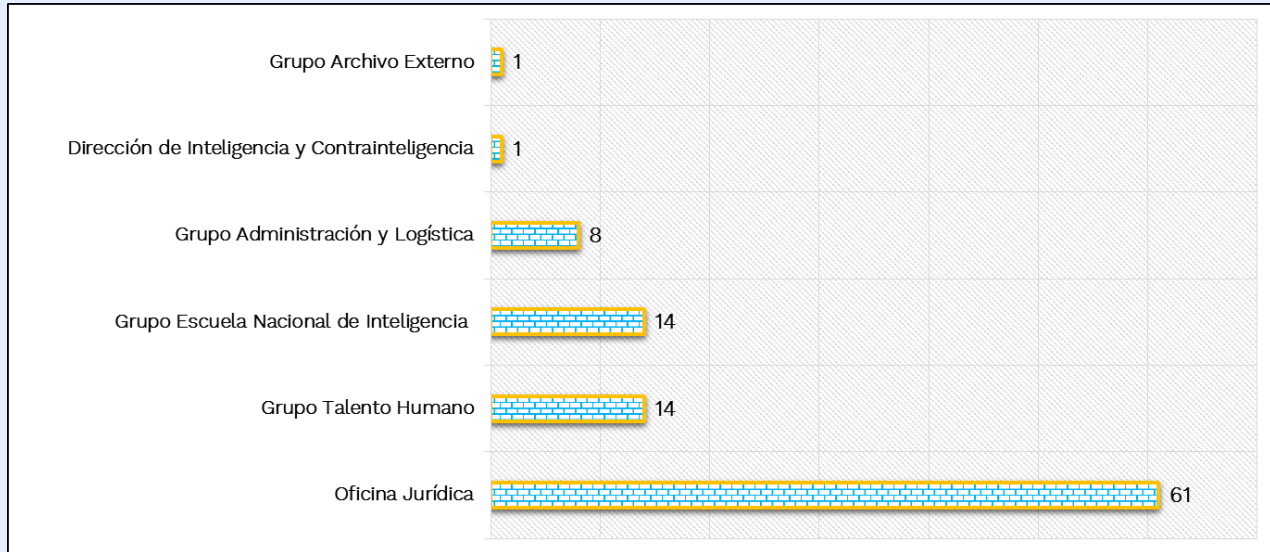 Grupo Archivo Externo 1
Dirección de Inteligencia y Contrainteligencia 1
Grupo Administración y Logística 8
Grupo Escuela Nacional de Inteligencia 14
Grupo Talento Humano 14
Oficina Jurídica 61